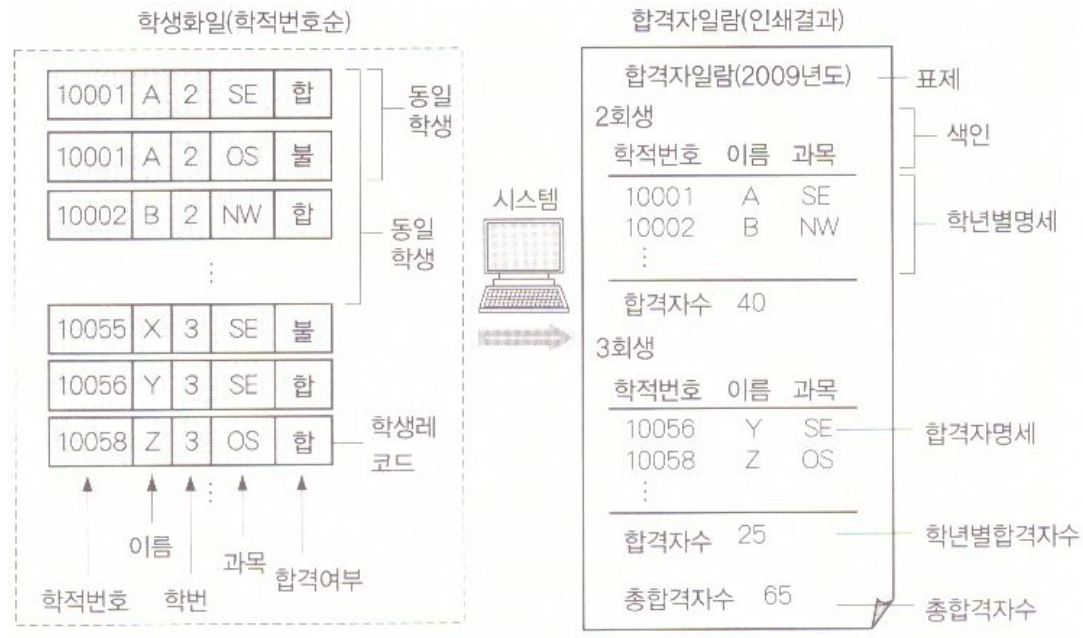 학생화일(학적번호순)
10001 A 2 SE 합
10001 A 2 OS 불
10002 B 2 NW 합
⋮
10055 X 3 SE 불
10056 Y 3 SE 합
10058 Z 3 OS 합
⋮
동일
학생
동일
학생
학생레
코드
학적번호
이름
학번
과목
합격여부
시스템
합격자일람(인쇄결과)
합격자일람(2009년도)
2회생
학적번호 이름 과목
10001 A SE
10002 B NW
⋮
합격자수 40
3회생
학적번호 이름 과목
10056 Y SE
10058 Z OS
⋮
합격자수 25
총합격자수 65
표제
색인
학년별명세
합격자명세
학년별합격자수
총합격자수